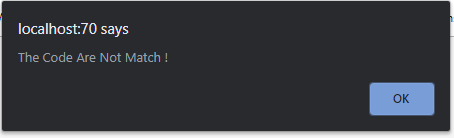 localhost:70 says
The Code Are Not Match !
OK